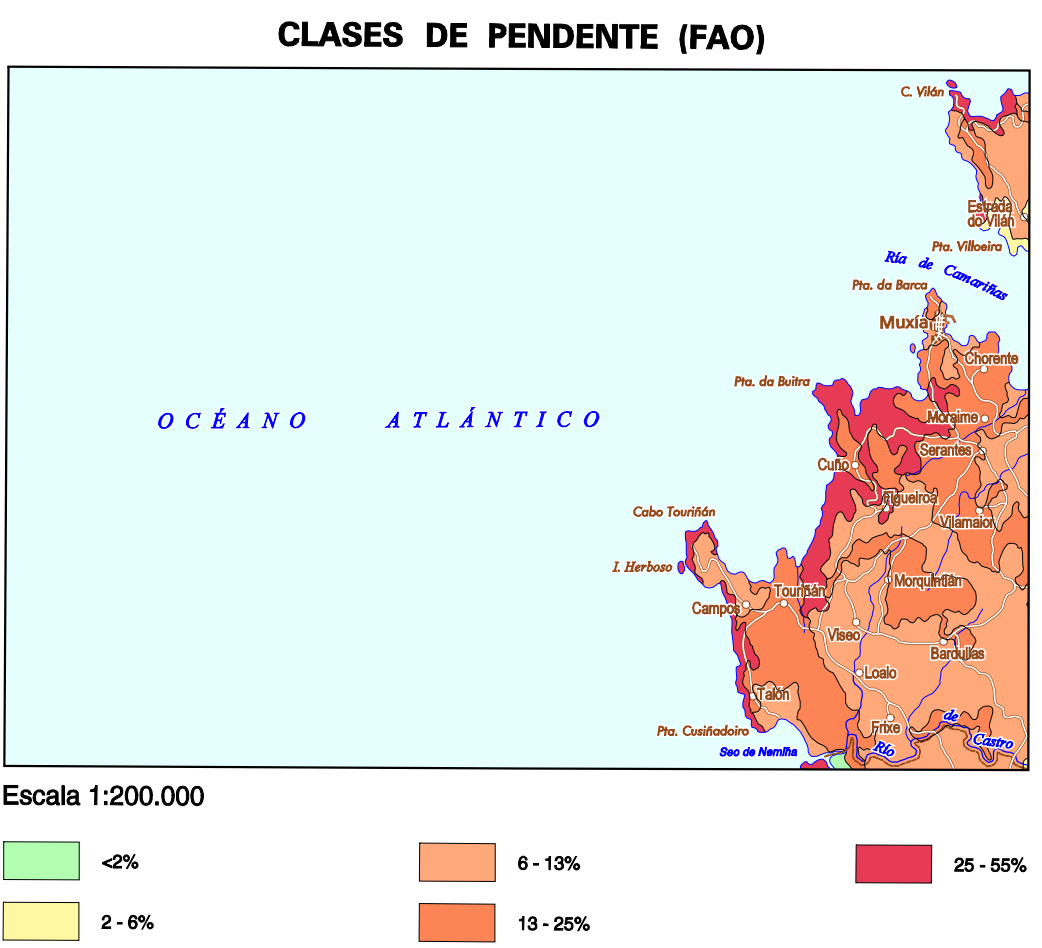 CLASES DE PENDENTE (FAO)
C. Vilán
Estrada
do Vilán
Pta. Villoeira
Ría de Camariñas
Pta. da Barca
Muxía
Chorente
Pta. da Buitra
Moraime
OCÉANO ATLÁNTICO
Serantes
Cuño
Figueiroa
Cabo Touriñán
Vilamaior
I. Herboso
Morquintián
Touriñán
Campos
Viseo
Bardullas
Loalo
Talón
Pta. Cusiñadoiro
Frixe
Seo de Nemiña
Río de Castro
Escala 1:200.000
<2%
6 - 13%
25 - 55%
2 - 6%
13 - 25%